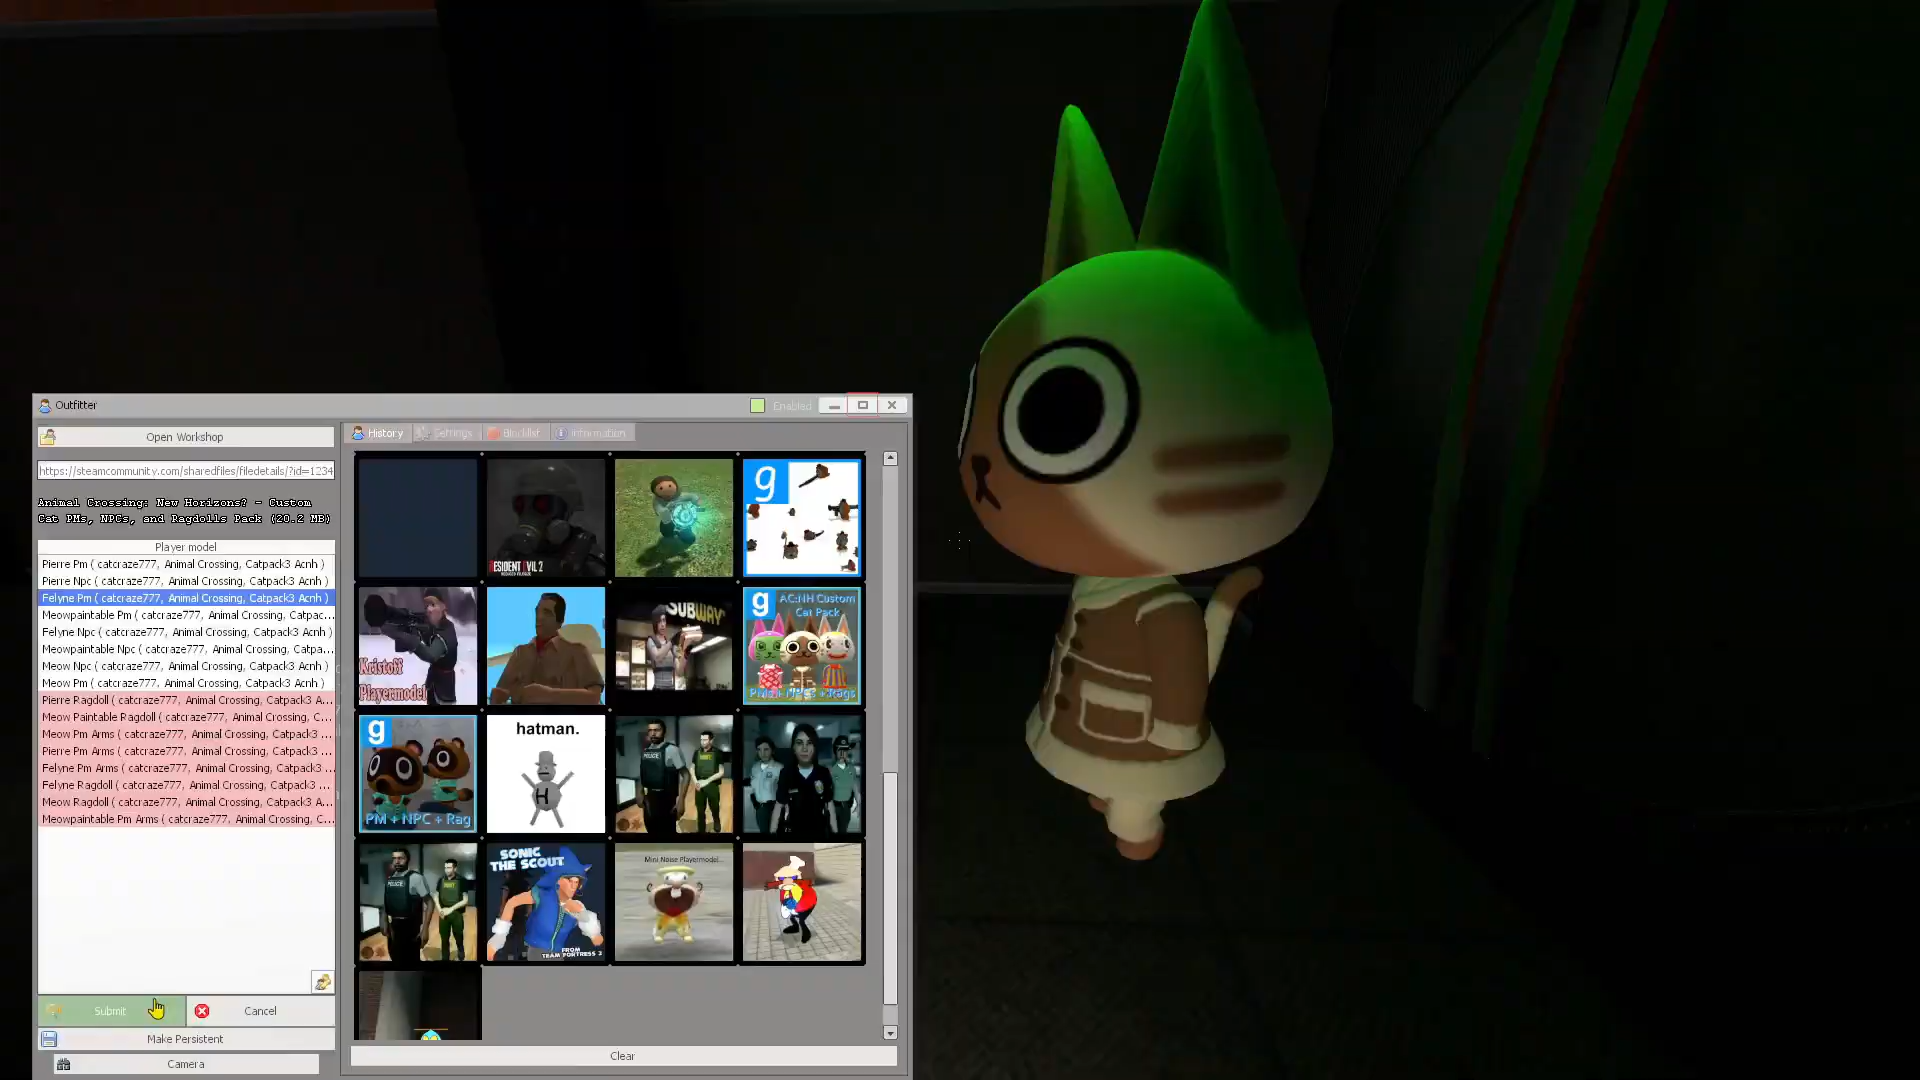 Outfitter
Enabled
Open Workshop
History
Settings
Blocklist
Information
https://steamcommunity.com/sharedfiles/filedetails/?id=1234
Animal Crossing: New Horizons? - Custom
Cat PMs, NPCs, and Ragdolls Pack (20.2 MB)
Player model
Pierre Pm ( catcraze777, Animal Crossing, Catpack3 Acnh )
Pierre Npc ( catcraze777, Animal Crossing, Catpack3 Acnh )
Felyne Pm ( catcraze777, Animal Crossing, Catpack3 Acnh )
Meowpaintable Pm ( catcraze777, Animal Crossing, Catpac...
Felyne Npc ( catcraze777, Animal Crossing, Catpack3 Acnh )
Meowpaintable Npc ( catcraze777, Animal Crossing, Catpa...
Meow Npc ( catcraze777, Animal Crossing, Catpack3 Acnh )
Meow Pm ( catcraze777, Animal Crossing, Catpack3 Acnh )
Pierre Ragdoll ( catcraze777, Animal Crossing, Catpack3 A...
Meow Paintable Ragdoll ( catcraze777, Animal Crossing, C...
Meow Pm Arms ( catcraze777, Animal Crossing, Catpack3 ...
Pierre Pm Arms ( catcraze777, Animal Crossing, Catpack3 ...
Felyne Pm Arms ( catcraze777, Animal Crossing, Catpack3 ...
Felyne Ragdoll ( catcraze777, Animal Crossing, Catpack3 ...
Meow Ragdoll ( catcraze777, Animal Crossing, Catpack3 A...
Meowpaintable Pm Arms ( catcraze777, Animal Crossing, C...
Submit
Cancel
Make Persistent
Camera
RESIDENT EVIL 2
g
Kristoff
Playermodel
SUBWAY
g
AC:NH Custom
Cat Pack
PMs + NPCs + Rags
g
PM + NPC + Rag
hatman.
H
POLICE
POLICE
SONIC
THE SCOUT
FROM
TEAM FORTRESS 2
Mini Noise Playermodel
Clear